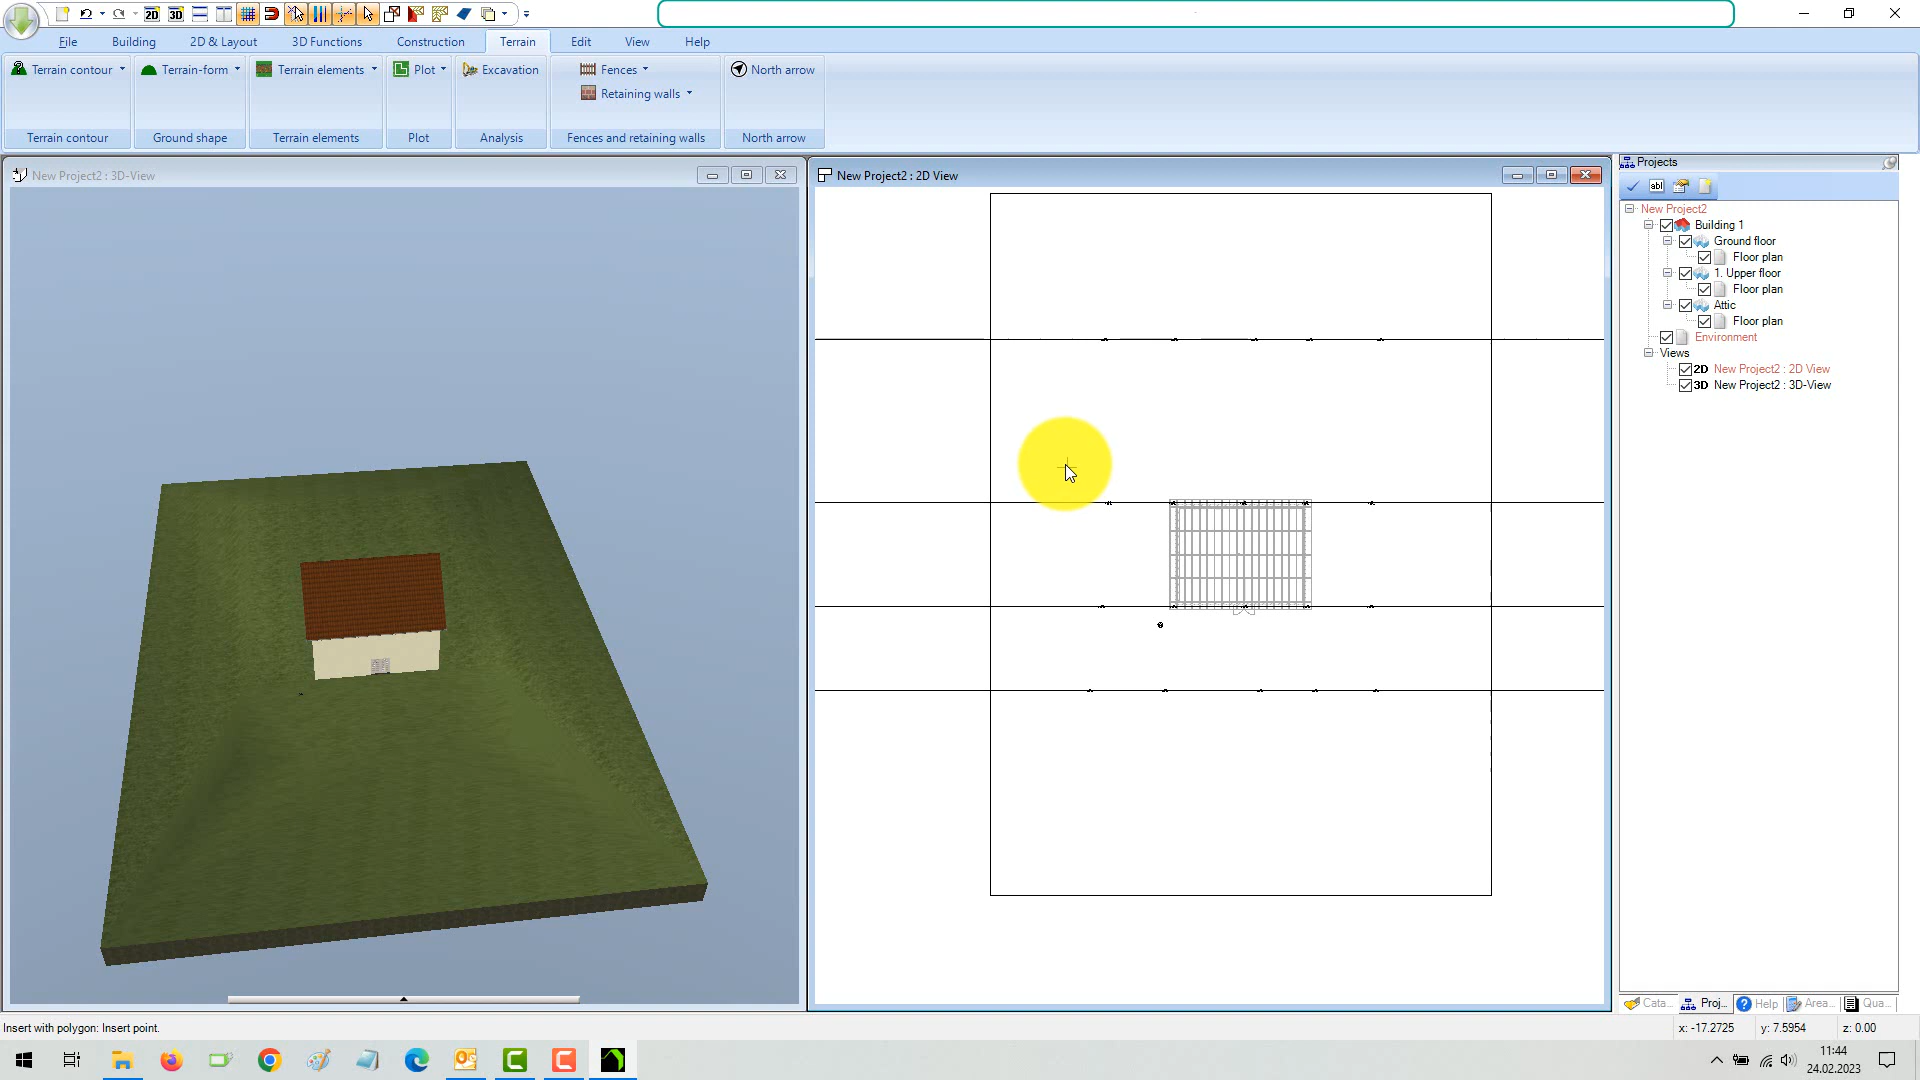 2D 3D
File Building 2D & Layout 3D Functions Construction Terrain Edit View Help
Terrain contour Terrain-form Terrain elements Plot Excavation Fences North arrow
Retaining walls
Terrain contour Ground shape Terrain elements Plot Analysis Fences and retaining walls North arrow
New Project2 : 3D-View
New Project2 : 2D View
Projects
abl
New Project2
Building 1
Ground floor
Floor plan
1. Upper floor
Floor plan
Attic
Floor plan
Environment
Views
2D New Project2 : 2D View
3D New Project2 : 3D-View
Cata... Proj... Help Area... Qua...
Insert with polygon: Insert point.
x: -17.2725 y: 7.5954 z: 0.00
11:44
24.02.2023